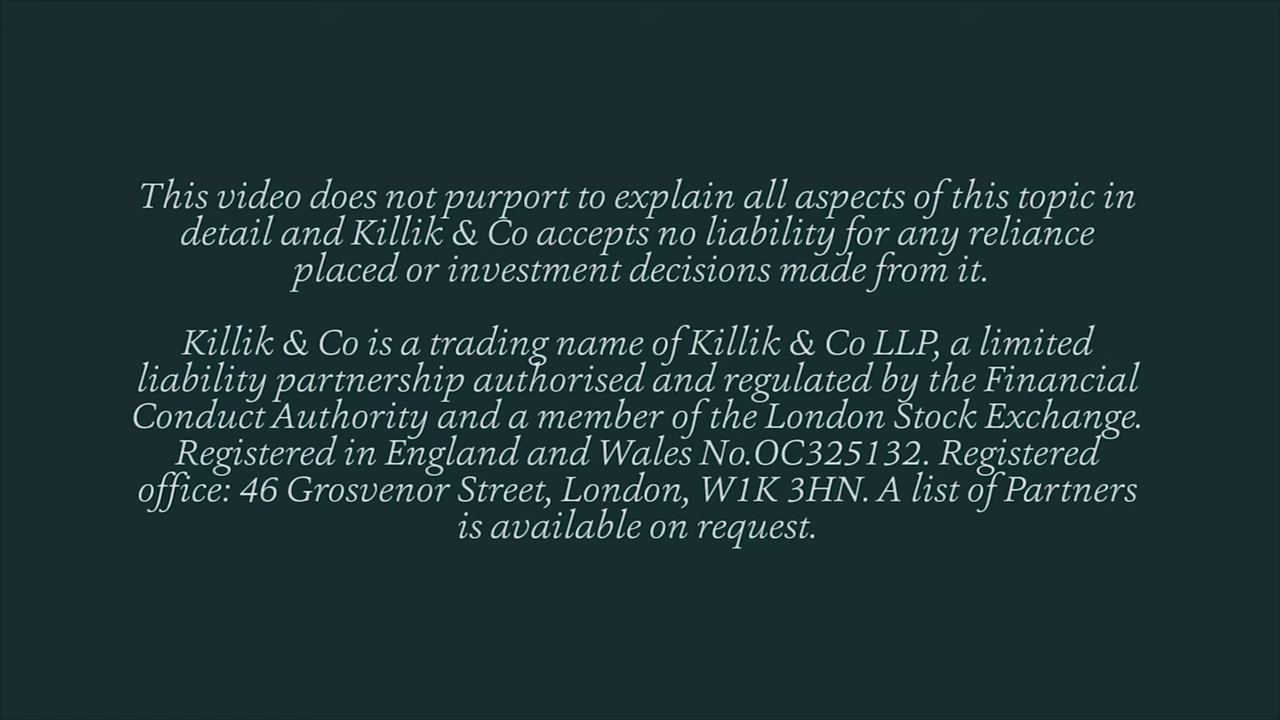 This video does not purport to explain all aspects of this topic in
detail and Killik & Co accepts no liability for any reliance
placed or investment decisions made from it.
Killik & Co is a trading name of Killik & Co LLP, a limited
liability partnership authorised and regulated by the Financial
Conduct Authority and a member of the London Stock Exchange.
Registered in England and Wales No.OC325132. Registered
office: 46 Grosvenor Street, London, W1K 3HN. A list of Partners
is available on request.